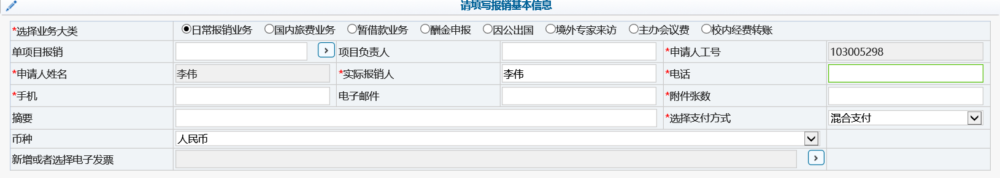 请填写报销基本信息
*选择业务大类 日常报销业务 国内旅费业务 暂借款业务 酬金申报 因公出国 境外专家来访 主办会议费 校内经费转账
单项目报销 项目负责人 *申请人工号 103005298
*申请人姓名 李伟 *实际报销人 李伟 *电话
*手机 电子邮件 *附件张数
摘要 *选择支付方式 混合支付
币种 人民币
新增或者选择电子发票